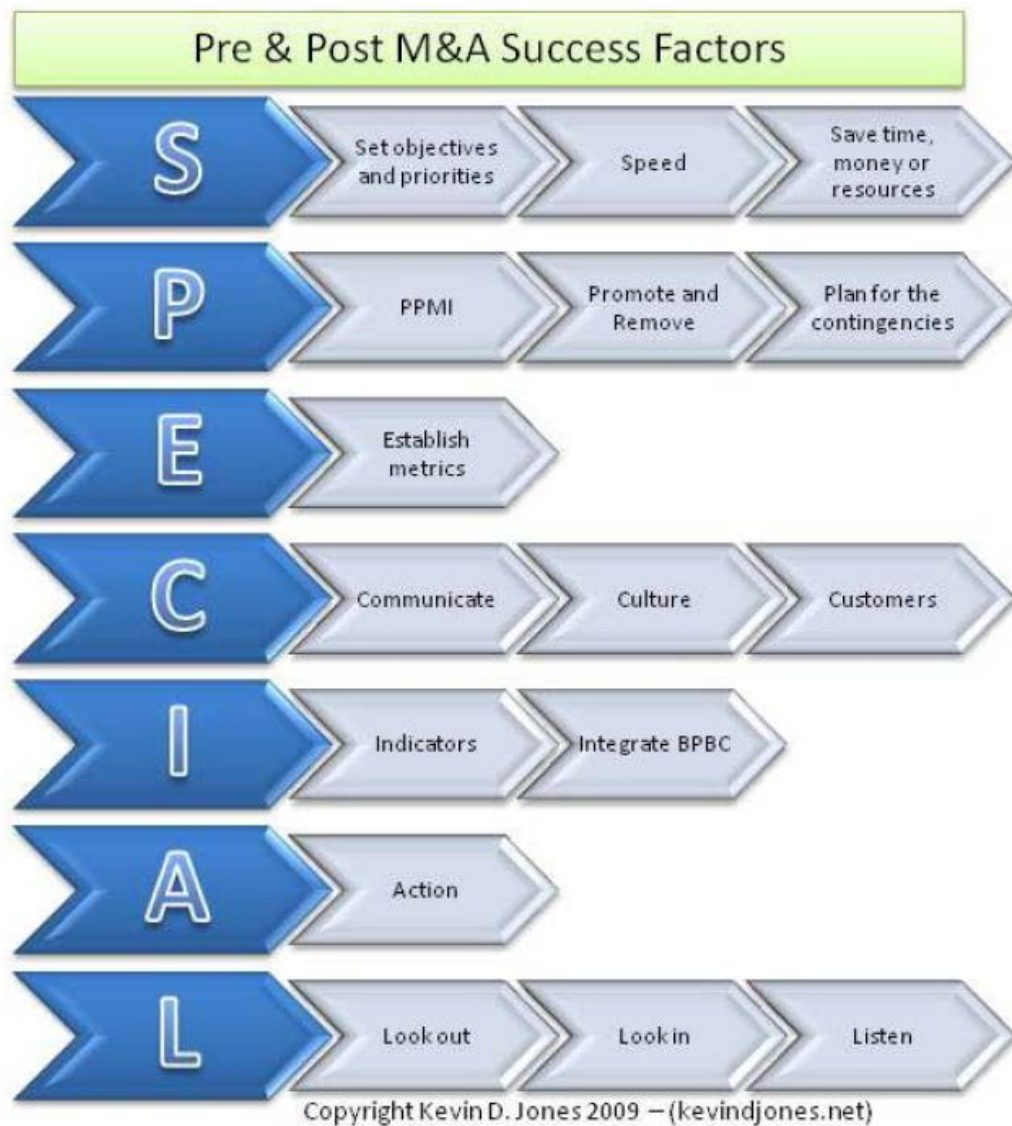 Pre & Post M&A Success Factors
S
Set objectives
and priorities
Speed
Save time,
money or
resources
P
PPMI
Promote and
Remove
Plan for the
contingencies
E
Establish
metrics
C
Communicate
Culture
Customers
I
Indicators
Integrate BPBC
A
Action
L
Look out
Look in
Listen
Copyright Kevin D. Jones 2009 – (kevindjones.net)